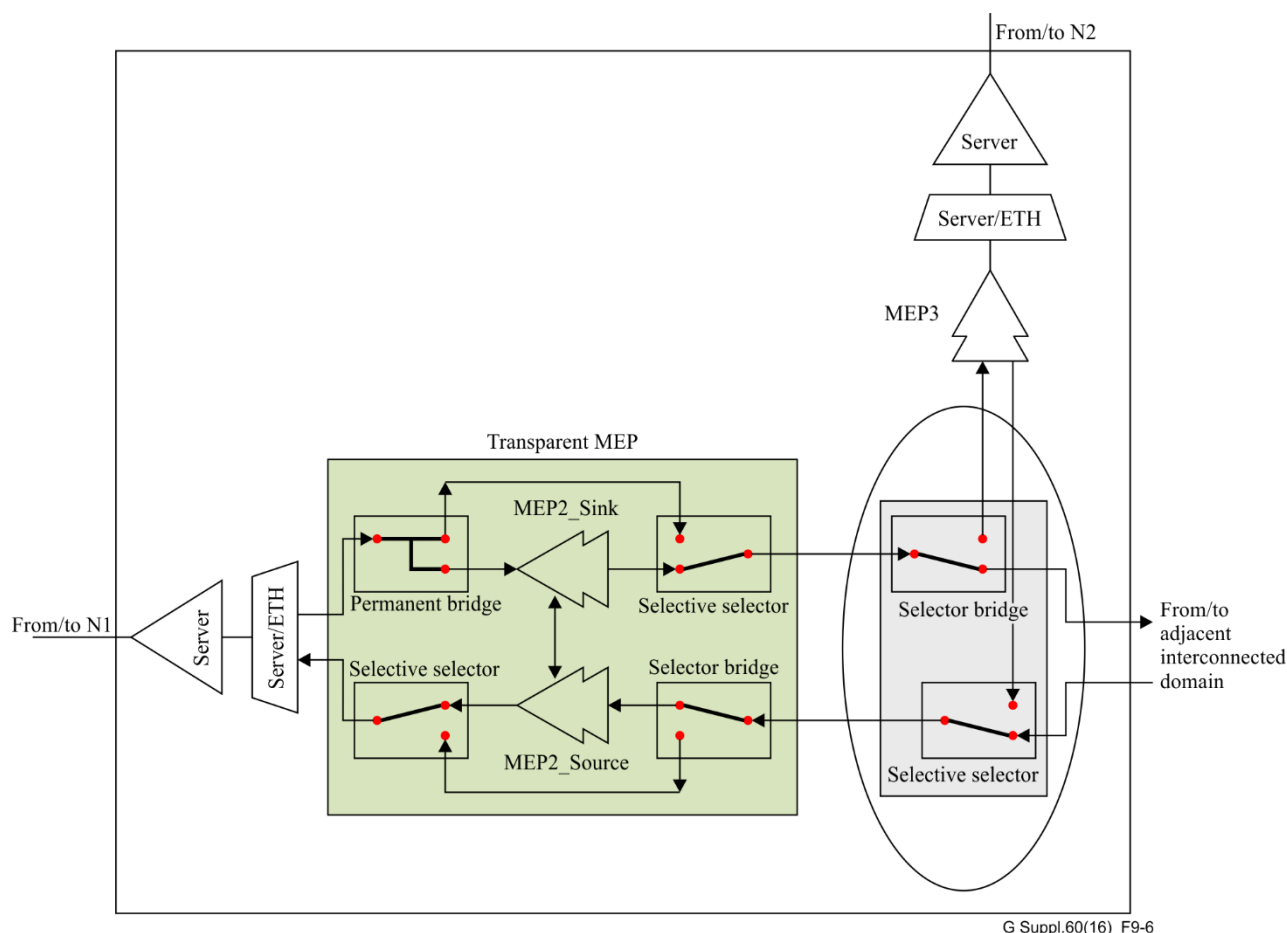 From/to N2
Server
Server/ETH
MEP3
Transparent MEP
MEP2_Sink
Permanent bridge
Selective selector
Selector bridge
From/to N1
Server
Server/ETH
From/to
adjacent
interconnected
domain
Selective selector
Selector bridge
MEP2_Source
Selective selector
G Suppl.60(16)_F9-6